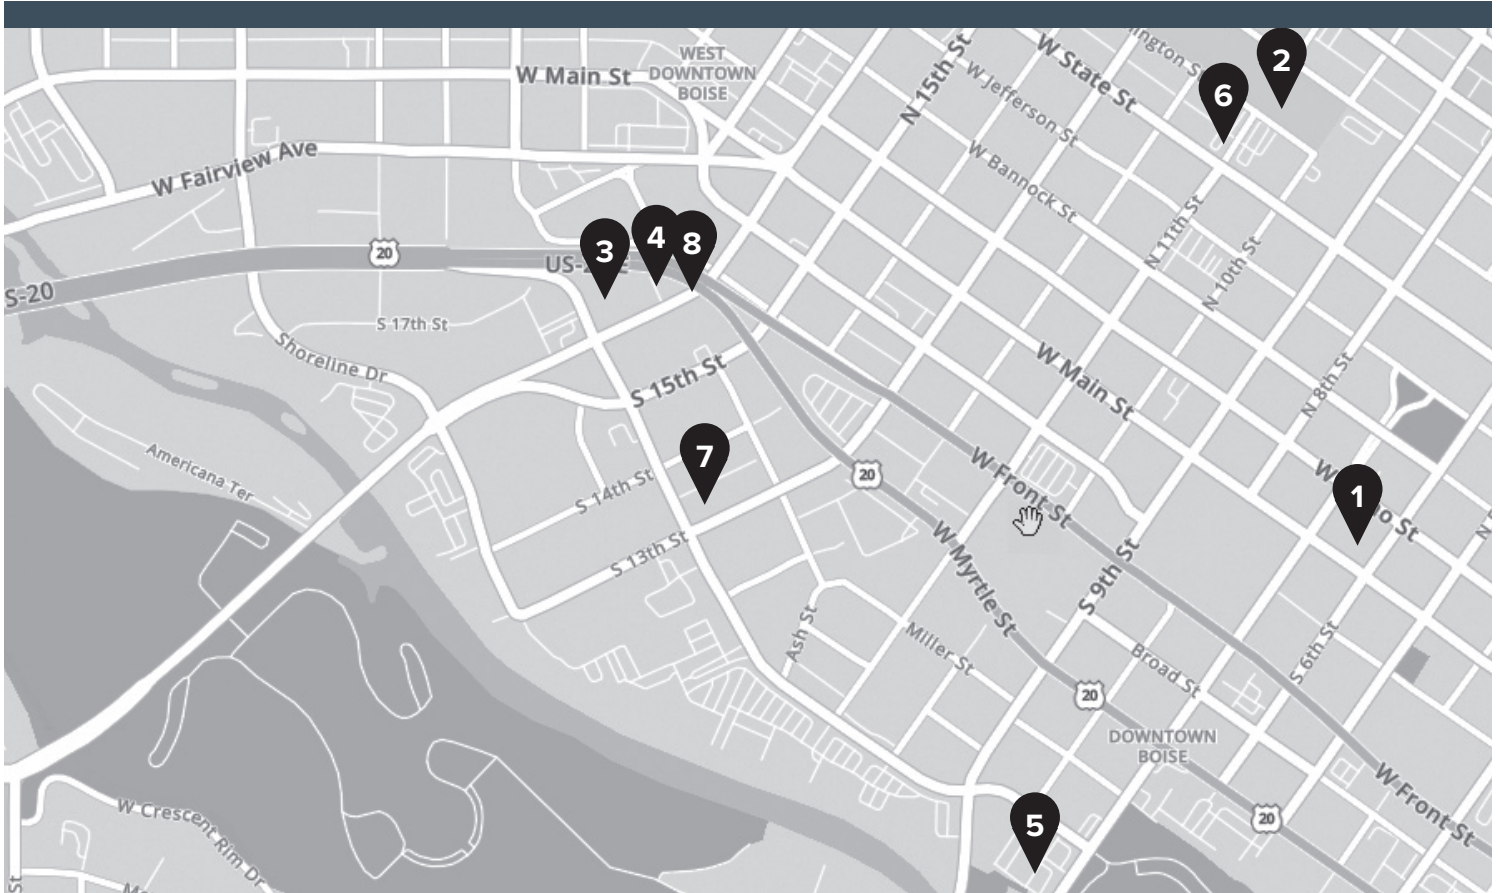 WEST
DOWNTOWN
BOISE
W Main St
N 15th St
W State St
2
6
W Jefferson St
W Fairview Ave
W Bannock St
N 11th St
N 10th St
20
3
4
8
S-20
S 17th St
Shoreline Dr
S 15th St
W Main St
N 8th St
7
Americana Ter
S 14th St
20
W Front St
1
S 13th St
W Myrtle St
S 9th St
Ash St
Miller St
Broad St
S 6th St
20
DOWNTOWN
BOISE
W Front St
W Crescent Rim Dr
5
20
St